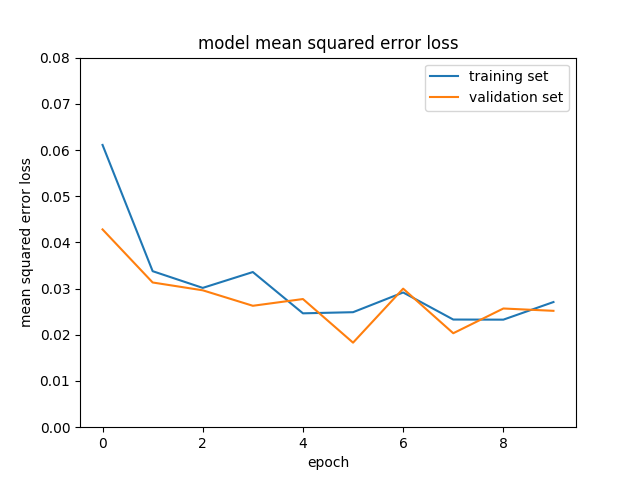 model mean squared error loss
training set
validation set
mean squared error loss
0.08
0.07
0.06
0.05
0.04
0.03
0.02
0.01
0.00
0 2 4 6 8
epoch